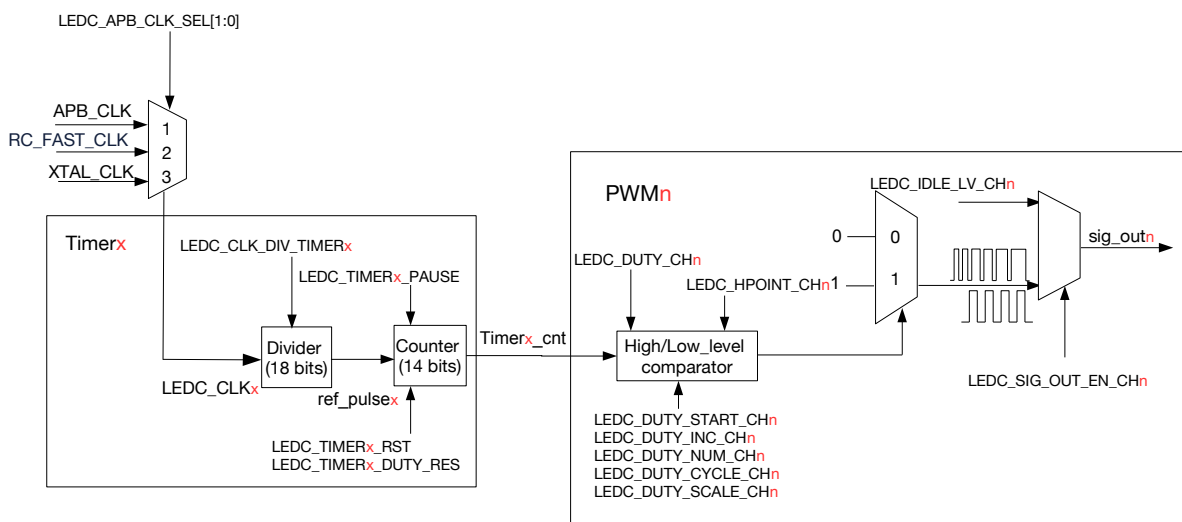 LEDC_APB_CLK_SEL[1:0]
APB_CLK
RC_FAST_CLK
XTAL_CLK
1
2
3
Timerx
LEDC_CLK_DIV_TIMERx
LEDC_TIMERx_PAUSE
Divider
(18 bits)
Counter
(14 bits)
LEDC_CLKx
ref_pulsex
LEDC_TIMERx_RST
LEDC_TIMERx_DUTY_RES
Timerx_cnt
PWMn
LEDC_DUTY_CHn
LEDC_HPOINT_CHn
High/Low_level
comparator
LEDC_DUTY_START_CHn
LEDC_DUTY_INC_CHn
LEDC_DUTY_NUM_CHn
LEDC_DUTY_CYCLE_CHn
LEDC_DUTY_SCALE_CHn
0
1
0
1
LEDC_IDLE_LV_CHn
sig_outn
LEDC_SIG_OUT_EN_CHn